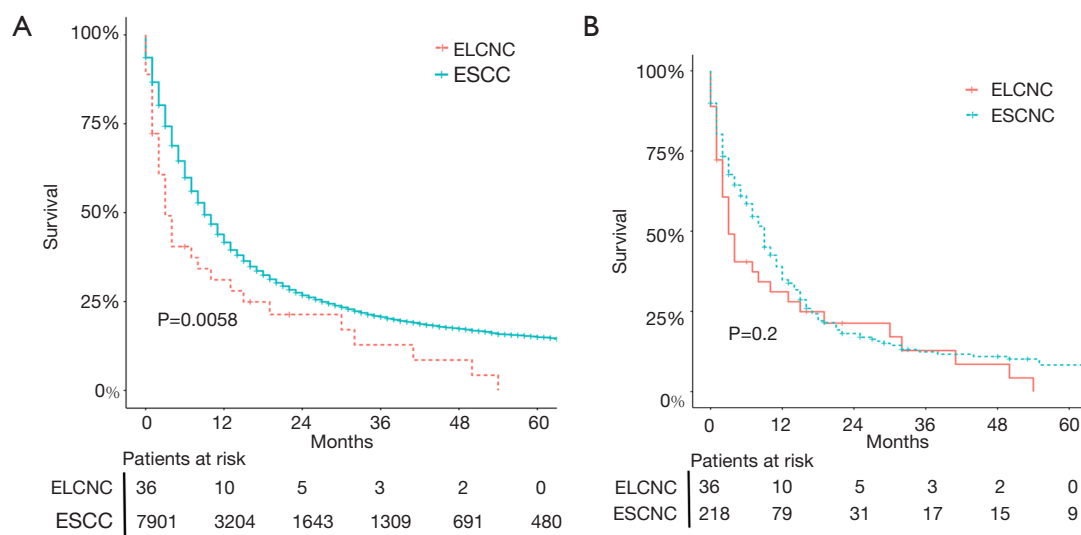 A
100%
75%
50%
25%
0%
Survival
ELCNC
ESCC
P=0.0058
0 12 24 36 48 60
Months
Patients at risk
ELCNC 36 10 5 3 2 0
ESCC 7901 3204 1643 1309 691 480
B
100%
75%
50%
25%
0%
Survival
ELCNC
ESCNC
P=0.2
0 12 24 36 48 60
Months
Patients at risk
ELCNC 36 10 5 3 2 0
ESCNC 218 79 31 17 15 9